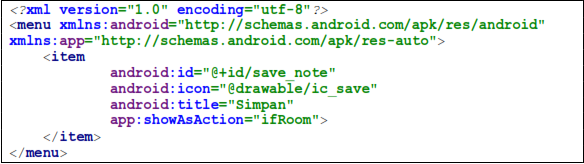 <?xml version="1.0" encoding="utf-8"?>
<menu xmlns:android="http://schemas.android.com/apk/res/android"
xmlns:app="http://schemas.android.com/apk/res-auto">
    <item
            android:id="@+id/save_note"
            android:icon="@drawable/ic_save"
            android:title="Simpan"
            app:showAsAction="ifRoom">
    </item>
</menu>